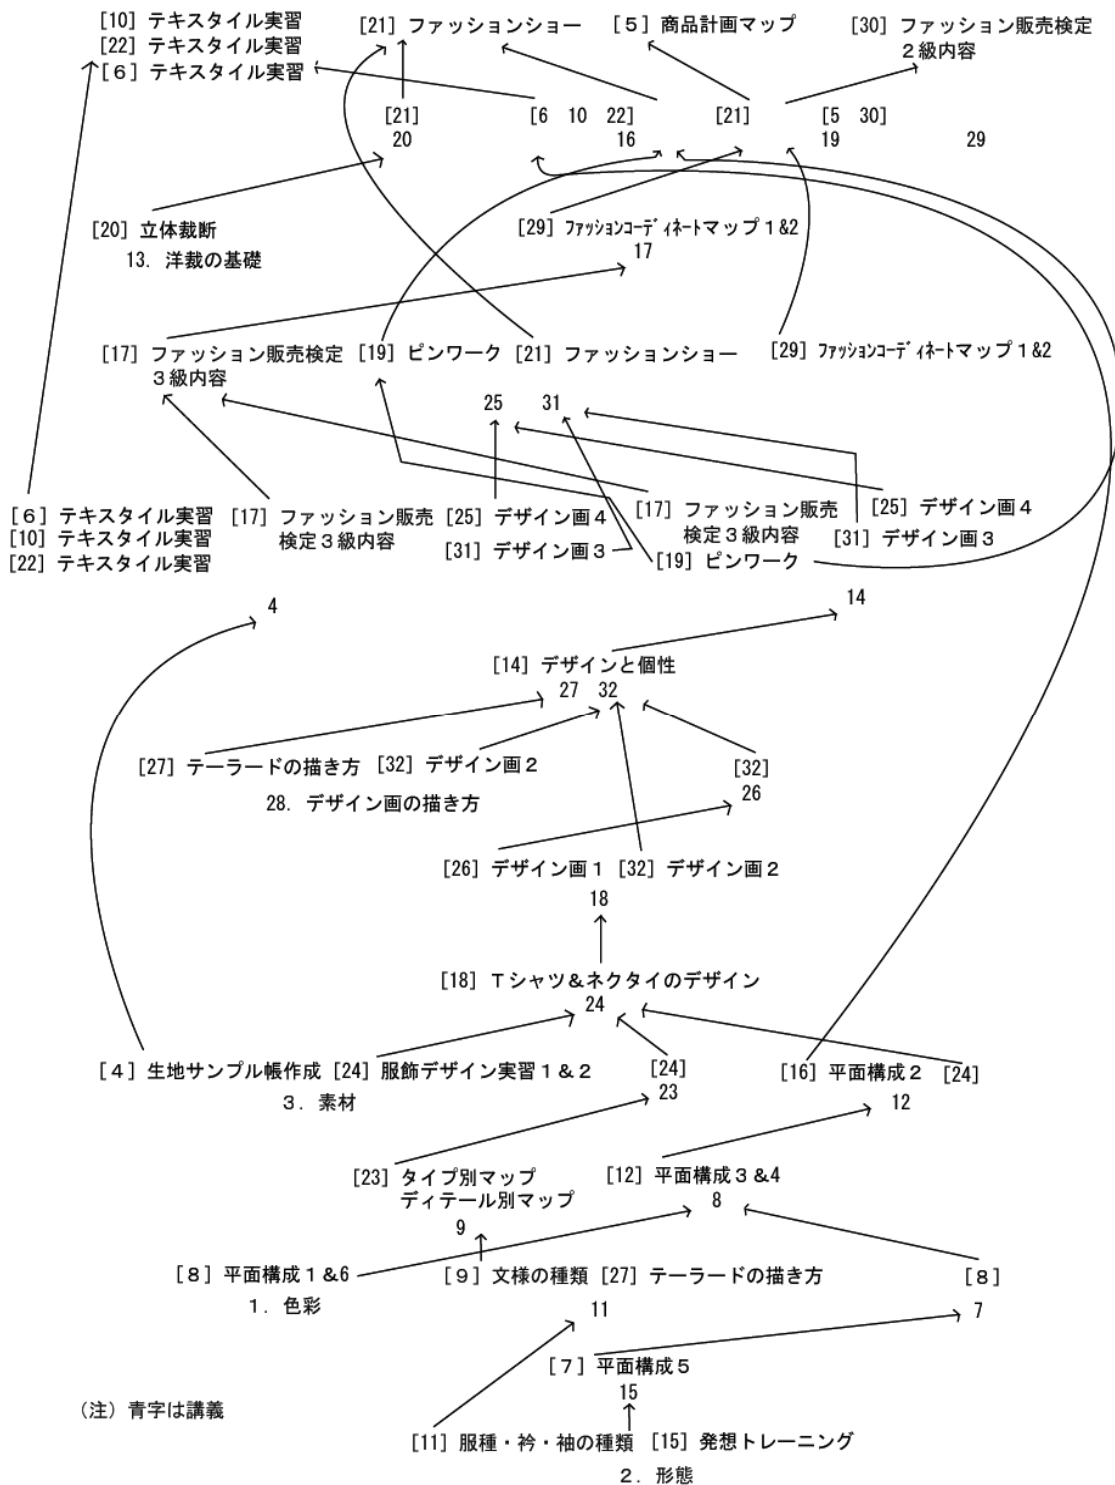 [10] テキスタイル実習
[22] テキスタイル実習
[６] テキスタイル実習
[21] ファッションショー
[５] 商品計画マップ
[30] ファッション販売検定
２級内容
[21]
20
[6 10 22]
16
[21]
[5 30]
19
29
[20] 立体裁断
13. 洋裁の基礎
[29] ﾌｧｯｼｮﾝｺｰﾃﾞｨﾈｰﾄマップ１&2
17
[17] ファッション販売検定
３級内容
[19] ピンワーク
[21] ファッションショー
[29] ﾌｧｯｼｮﾝｺｰﾃﾞｨﾈｰﾄマップ１&2
25 31
[６] テキスタイル実習
[10] テキスタイル実習
[22] テキスタイル実習
[17] ファッション販売
検定３級内容
[25] デザイン画４
[31] デザイン画３
[17] ファッション販売
検定３級内容
[19] ピンワーク
[25] デザイン画４
[31] デザイン画３
4
14
[14] デザインと個性
27 32
[27] テーラードの描き方 [32] デザイン画２
28. デザイン画の描き方
[32]
26
[26] デザイン画１ [32] デザイン画２
18
[18] Ｔシャツ＆ネクタイのデザイン
24
[４] 生地サンプル帳作成 [24] 服飾デザイン実習１＆２
３. 素材
[24]
23
[16] 平面構成２ [24]
12
[23] タイプ別マップ
ディテール別マップ
9
[12] 平面構成３&4
8
[８] 平面構成１&6
１. 色彩
[９] 文様の種類 [27] テーラードの描き方
11
[８]
7
[７] 平面構成５
15
（注）青字は講義
[11] 服種・衿・袖の種類 [15] 発想トレーニング
２. 形態